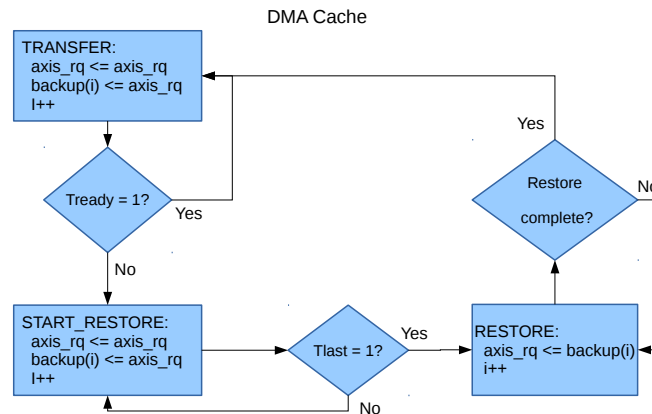 DMA Cache
TRANSFER:
axis_rq <= axis_rq
backup(i) <= axis_rq
I++
Tready = 1?
Yes
No
START_RESTORE:
axis_rq <= axis_rq
backup(i) <= axis_rq
I++
Tlast = 1?
Yes
No
RESTORE:
axis_rq <= backup(i)
i++
Restore
complete?
Yes
No